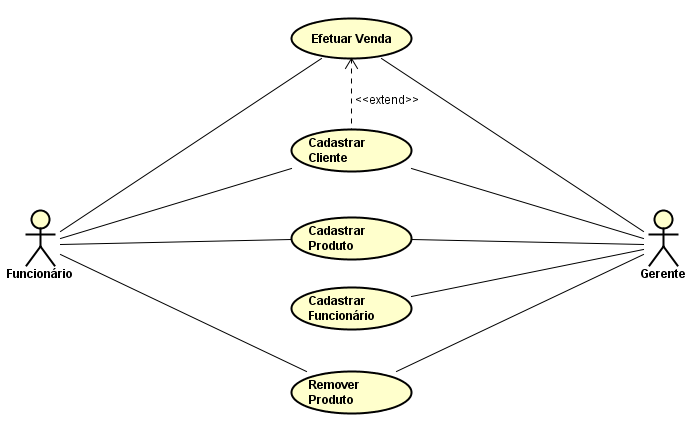 Efetuar Venda
<<extend>>
Cadastrar
Cliente
Cadastrar
Produto
Funcionário
Gerente
Cadastrar
Funcionário
Remover
Produto